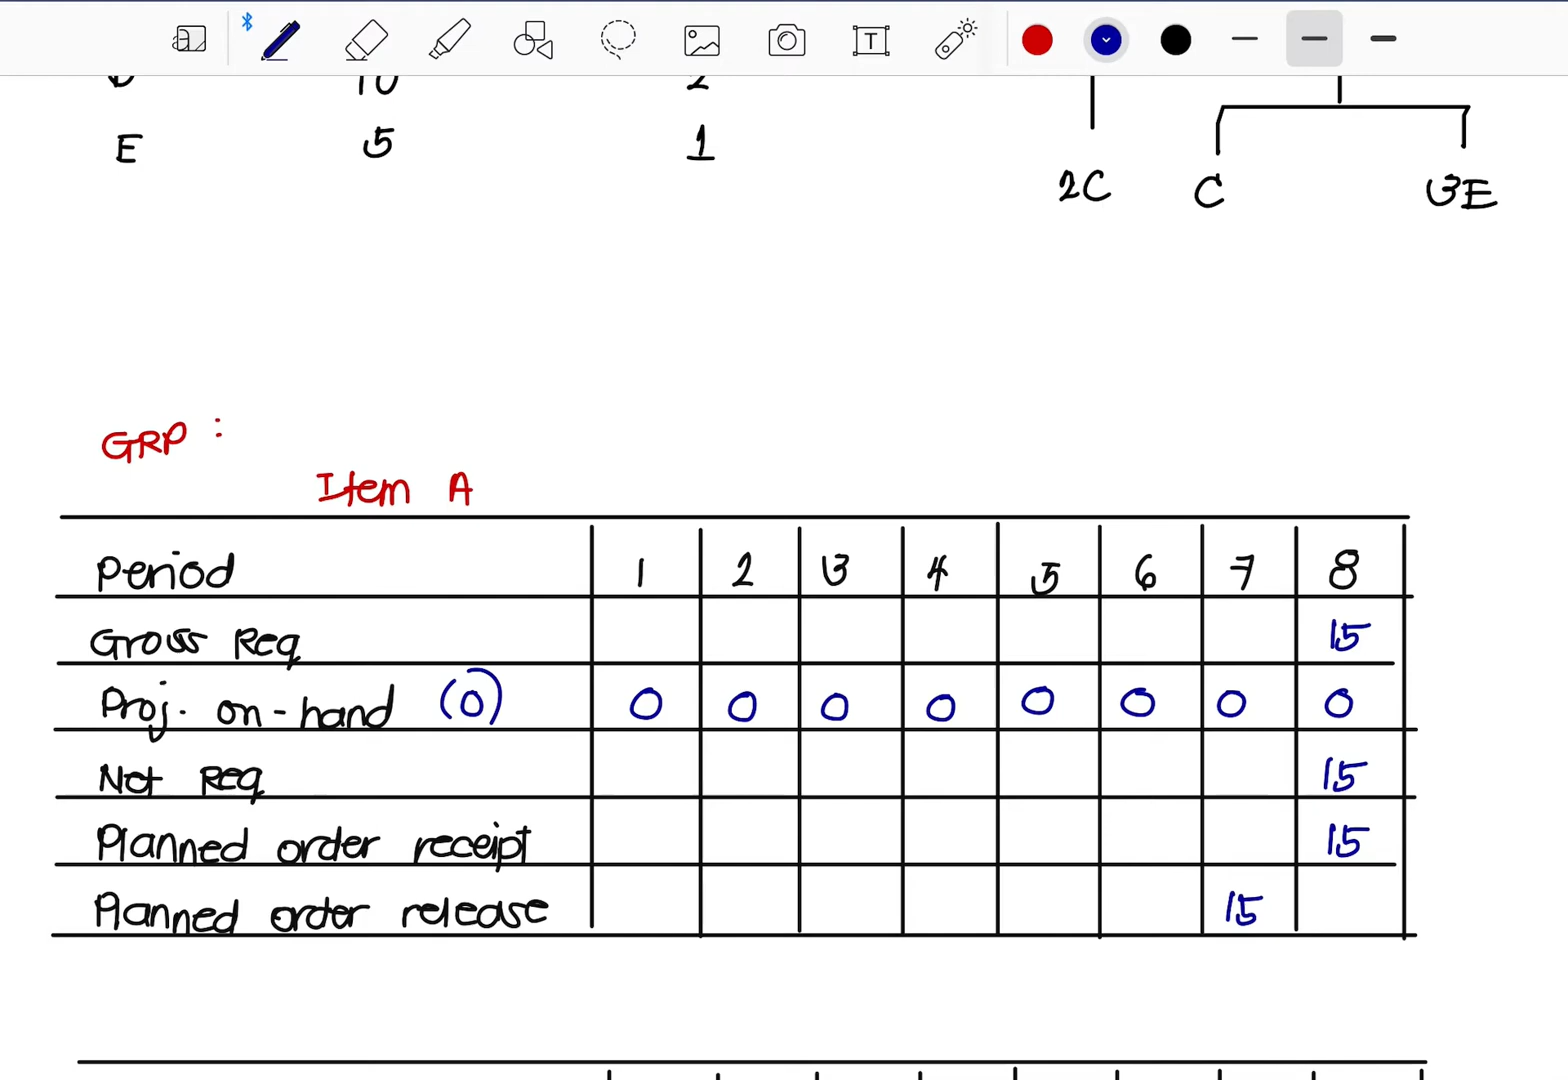 E 5 1
2C C 3E
GRP :
Item A
Period 1 2 3 4 5 6 7 8
Gross Req 15
Proj. on-hand (0) 0 0 0 0 0 0 0 0
Net Req 15
Planned order receipt 15
Planned order release 15